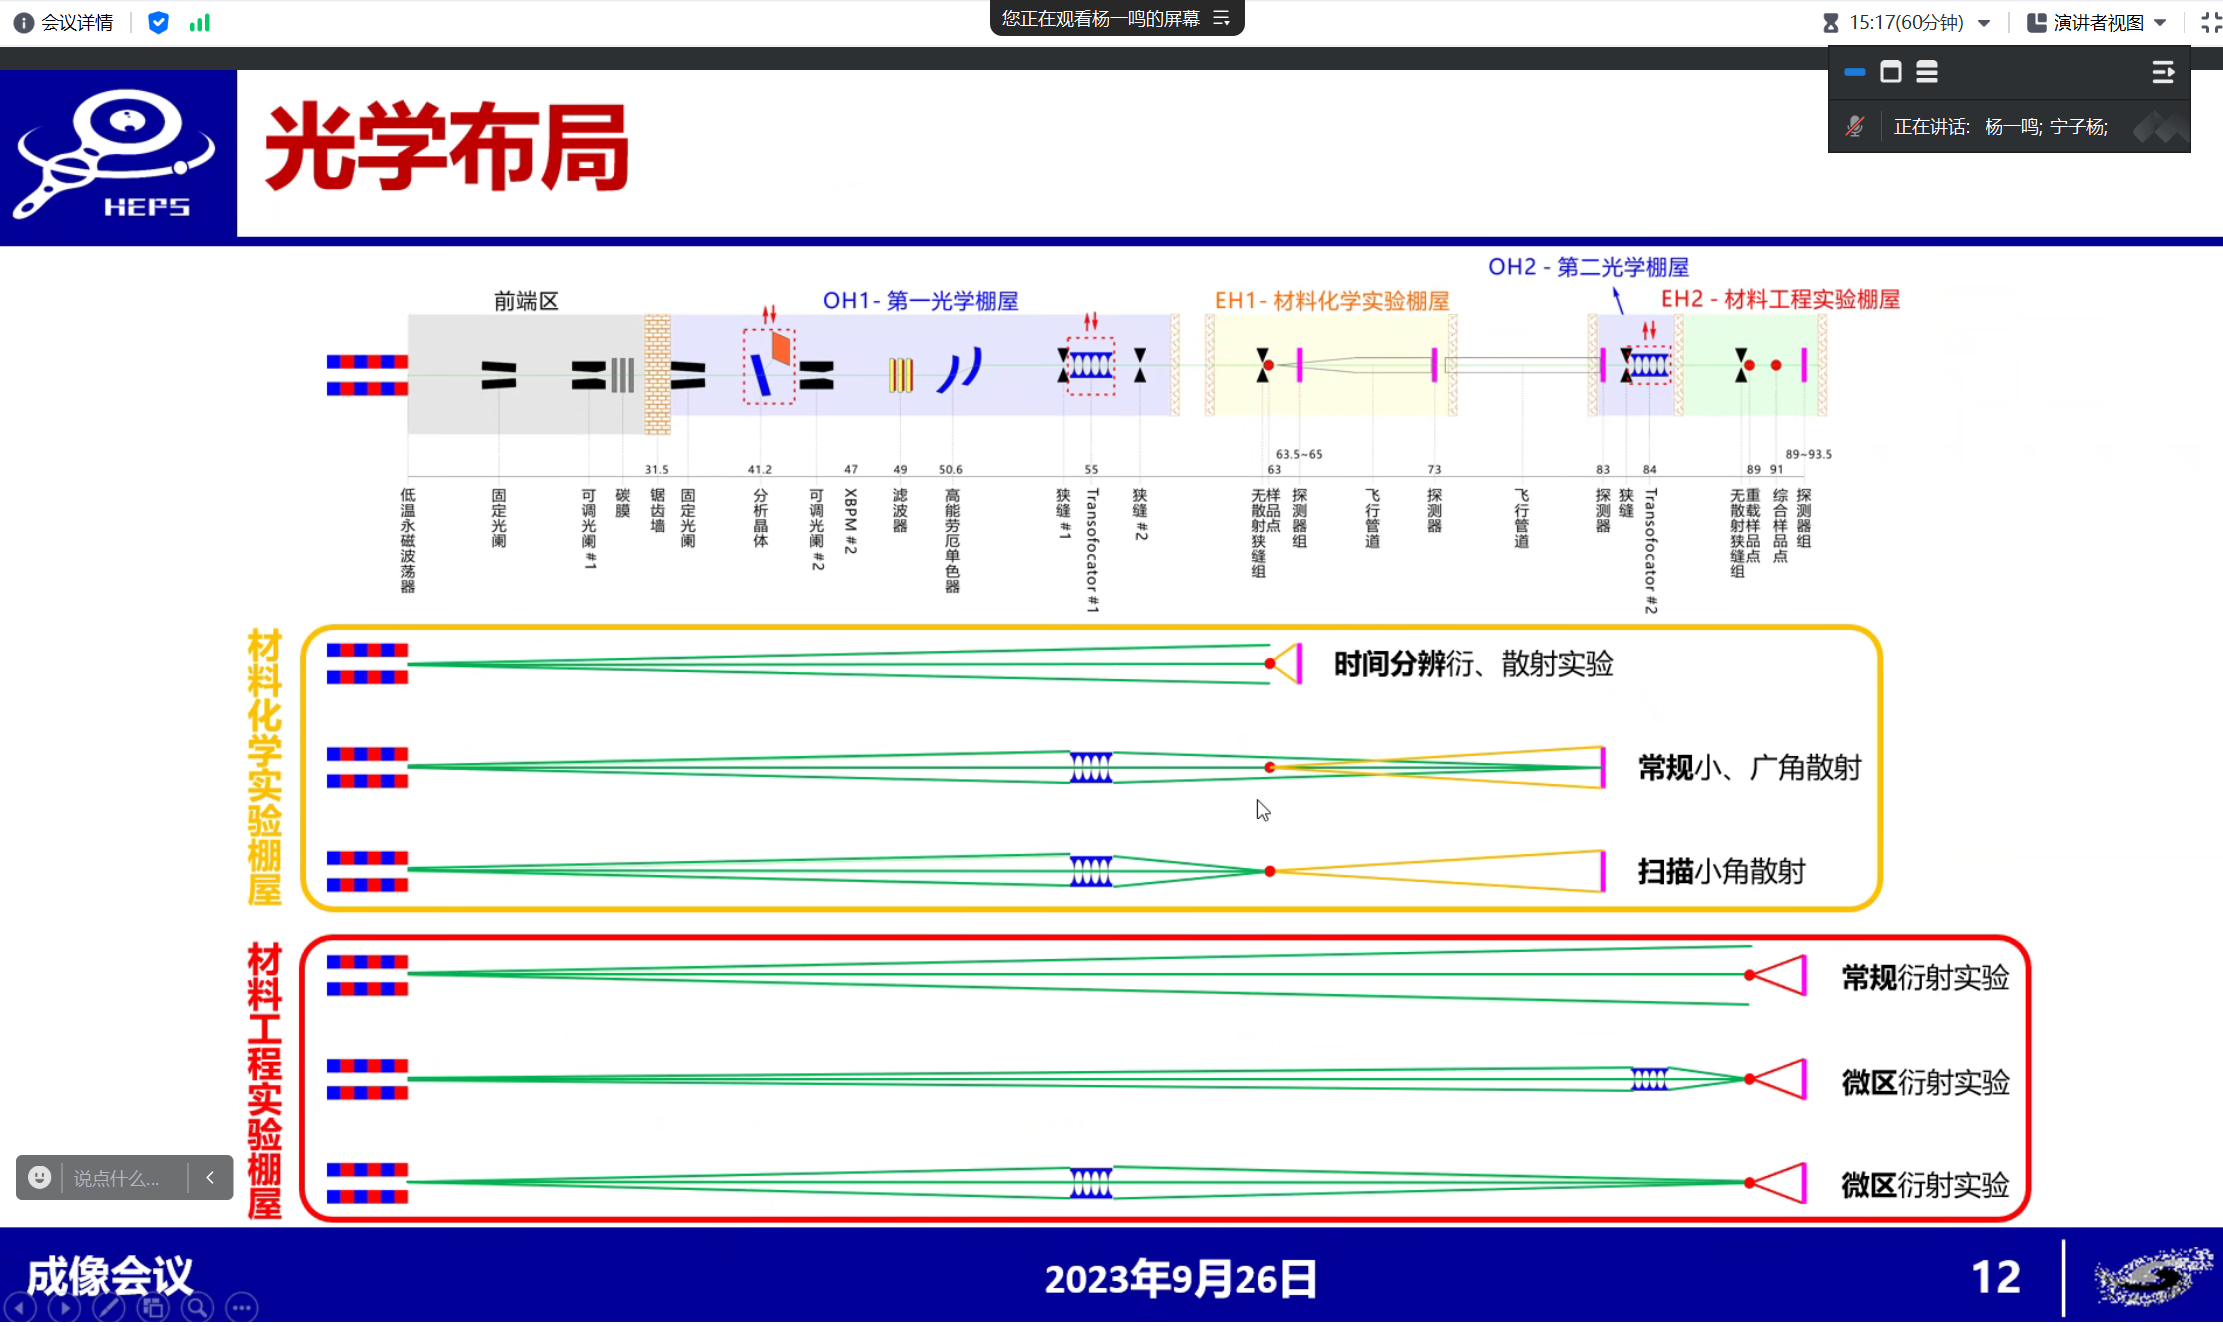 会议详情
您正在观看杨一鸣的屏幕
15:17(60分钟)
演讲者视图
正在讲话: 杨一鸣; 宁子杨;
HEPS
光学布局
OH2 - 第二光学棚屋
前端区
OH1- 第一光学棚屋
EH1- 材料化学实验棚屋
EH2 - 材料工程实验棚屋
63.5~65
89~93.5
31.5
41.2
47
49
50.6
55
63
73
83
84
89
91
低温永磁波荡器
固定光阑
可调光阑 #1
碳膜
锯齿墙
固定光阑
分析晶体
可调光阑 #2
XBPM #2
滤波器
高能劳厄单色器
狭缝 #1
Transofocator #1
狭缝 #2
无散射狭缝组
样品点
探测器组
飞行管道
探测器
飞行管道
探测器
狭缝
Transofocator #2
无散射狭缝组
重载样品点
综合样品点
探测器组
材料化学实验棚屋
时间分辨衍、散射实验
常规小、广角散射
扫描小角散射
材料工程实验棚屋
常规衍射实验
微区衍射实验
微区衍射实验
说点什么...
成像会议
2023年9月26日
12